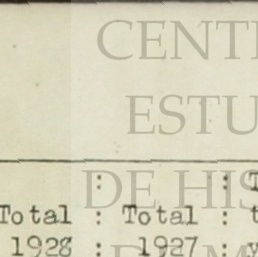 CENT
ESTU
DE HIS
: : T
Total : Total : t
1928 : 1927 : y